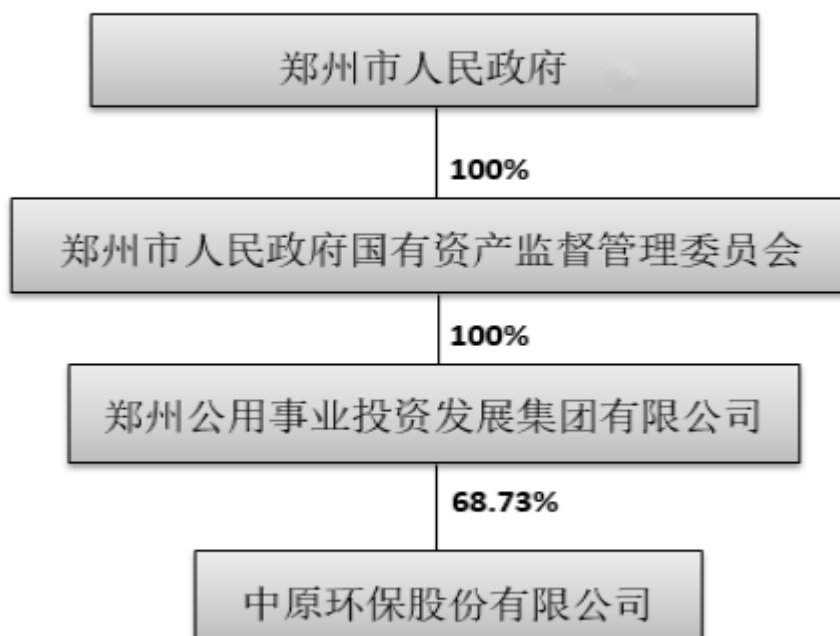 郑州市人民政府
100%
郑州市人民政府国有资产监督管理委员会
100%
郑州公用事业投资发展集团有限公司
68.73%
中原环保股份有限公司